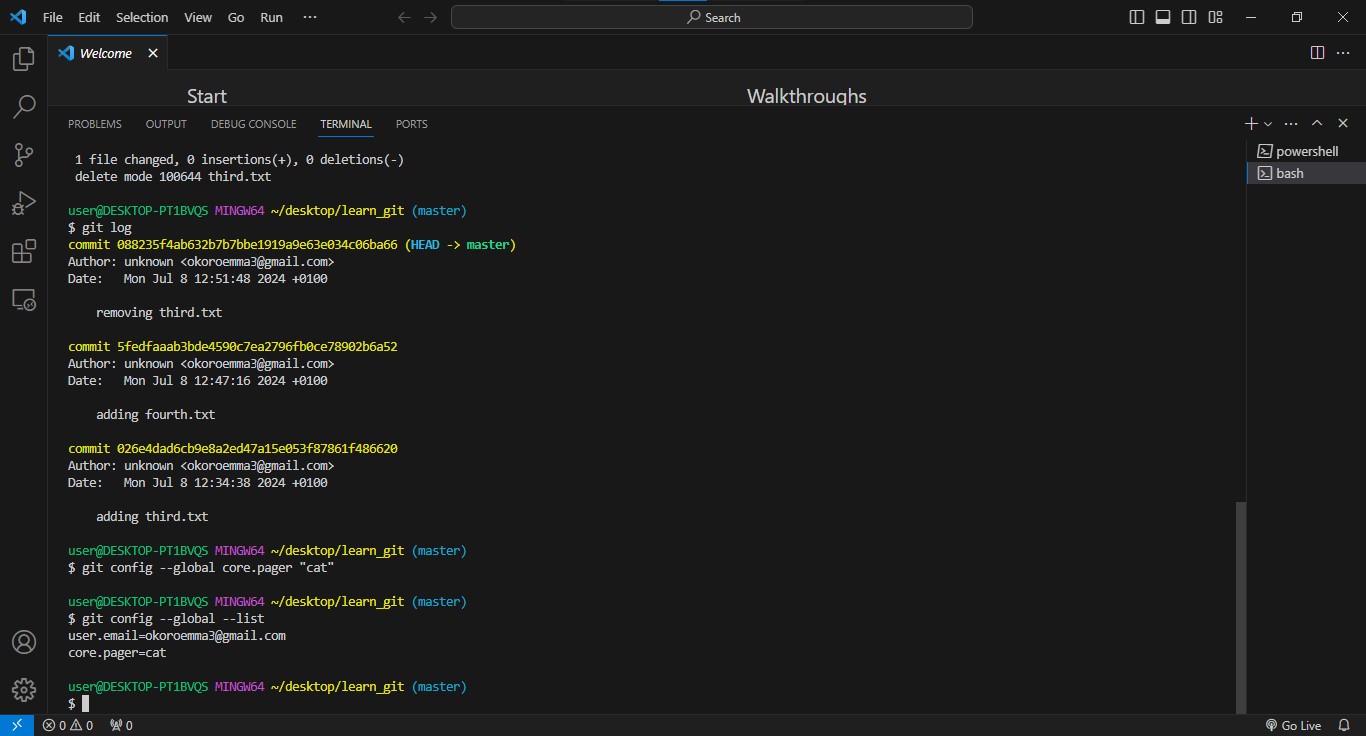 File Edit Selection View Go Run ··· Search
Welcome
Start Walkthroughs
PROBLEMS OUTPUT DEBUG CONSOLE TERMINAL PORTS
powershell
bash
1 file changed, 0 insertions(+), 0 deletions(-)
delete mode 100644 third.txt
user@DESKTOP-PT1BVQS MINGW64 ~/desktop/learn_git (master)
$ git log
commit 088235f4ab632b7b7bbe1919a9e63e034c06ba66 (HEAD -> master)
Author: unknown <okoroemma3@gmail.com>
Date:   Mon Jul 8 12:51:48 2024 +0100
removing third.txt
commit 5fedfaaab3bde4590c7ea2796fb0ce78902b6a52
Author: unknown <okoroemma3@gmail.com>
Date:   Mon Jul 8 12:47:16 2024 +0100
adding fourth.txt
commit 026e4dad6cb9e8a2ed47a15e053f87861f486620
Author: unknown <okoroemma3@gmail.com>
Date:   Mon Jul 8 12:34:38 2024 +0100
adding third.txt
user@DESKTOP-PT1BVQS MINGW64 ~/desktop/learn_git (master)
$ git config --global core.pager "cat"
user@DESKTOP-PT1BVQS MINGW64 ~/desktop/learn_git (master)
$ git config --global --list
user.email=okoroemma3@gmail.com
core.pager=cat
user@DESKTOP-PT1BVQS MINGW64 ~/desktop/learn_git (master)
$
0 0 0 Go Live